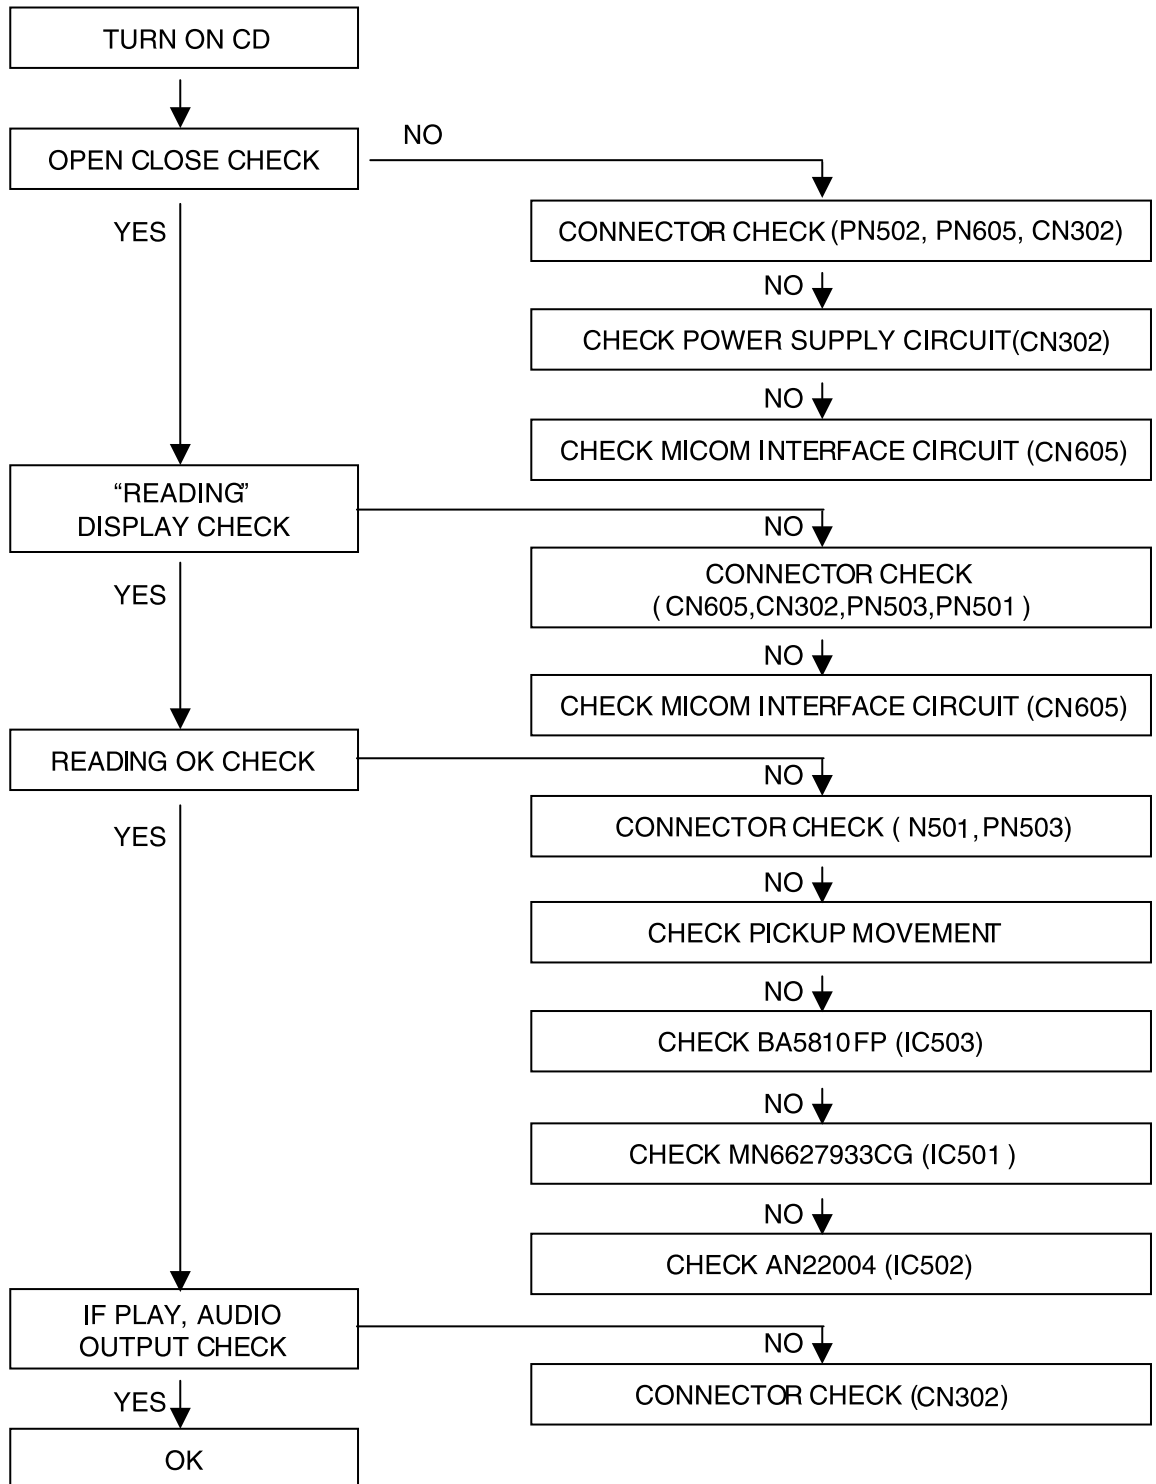 TURN ON CD
OPEN CLOSE CHECK
NO
YES
CONNECTOR CHECK (PN502, PN605, CN302)
NO
CHECK POWER SUPPLY CIRCUIT(CN302)
NO
CHECK MICOM INTERFACE CIRCUIT (CN605)
“READING”
DISPLAY CHECK
NO
YES
CONNECTOR CHECK
( CN605,CN302,PN503,PN501 )
NO
CHECK MICOM INTERFACE CIRCUIT (CN605)
READING OK CHECK
NO
YES
CONNECTOR CHECK ( N501,PN503)
NO
CHECK PICKUP MOVEMENT
NO
CHECK BA5810FP (IC503)
NO
CHECK MN6627933CG (IC501 )
NO
CHECK AN22004 (IC502)
IF PLAY, AUDIO
OUTPUT CHECK
NO
YES
CONNECTOR CHECK (CN302)
OK